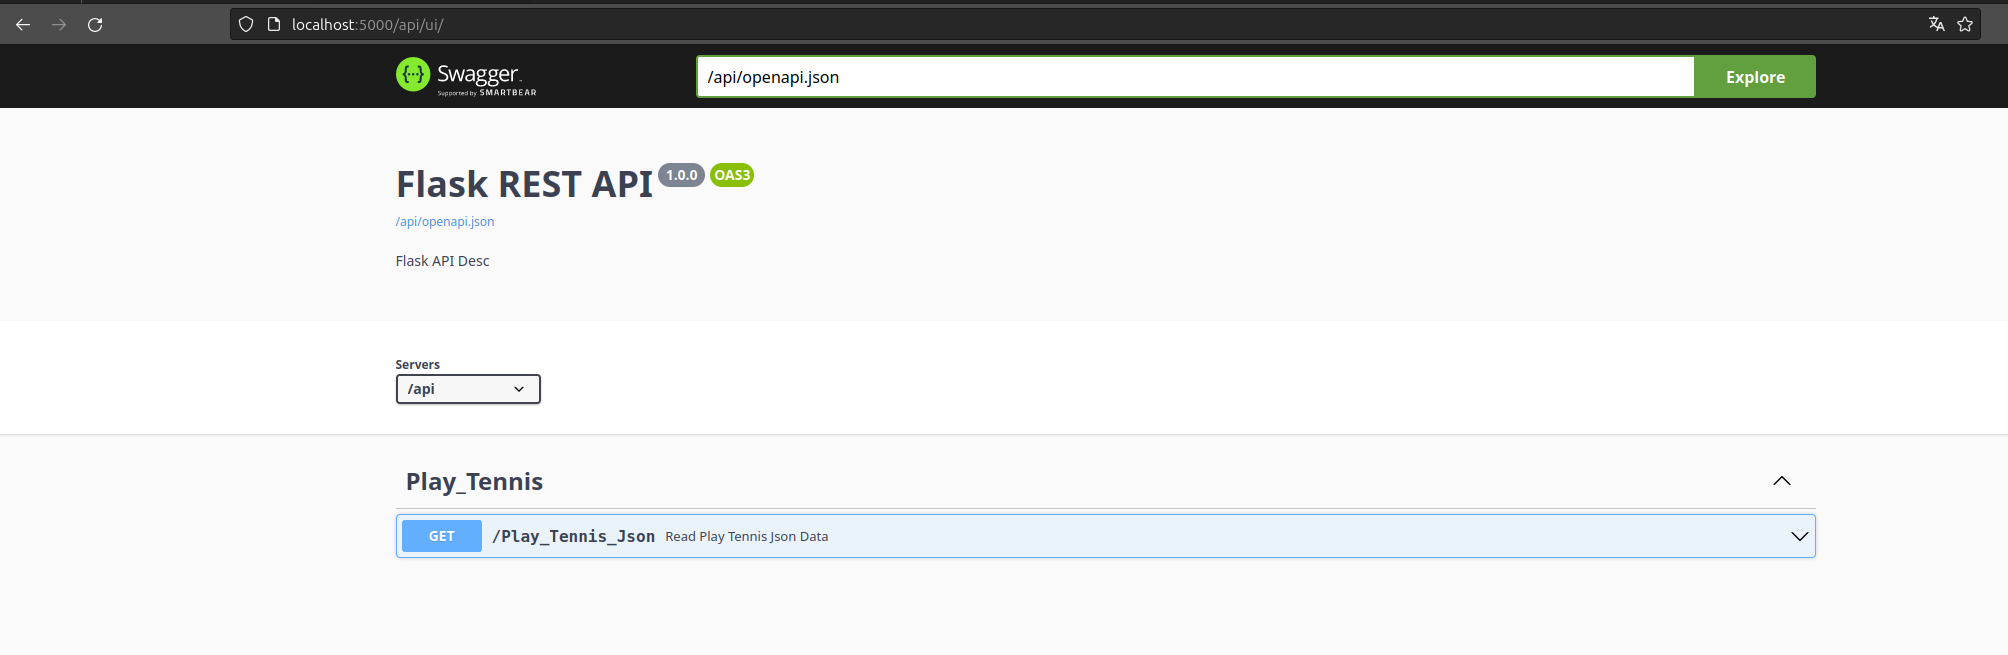 localhost:5000/api/ui/
Swagger
Supported by SMARTBEAR
/api/openapi.json
Explore
Flask REST API 1.0.0 OAS3
/api/openapi.json
Flask API Desc
Servers
/api
Play_Tennis
GET /Play_Tennis_Json Read Play Tennis Json Data